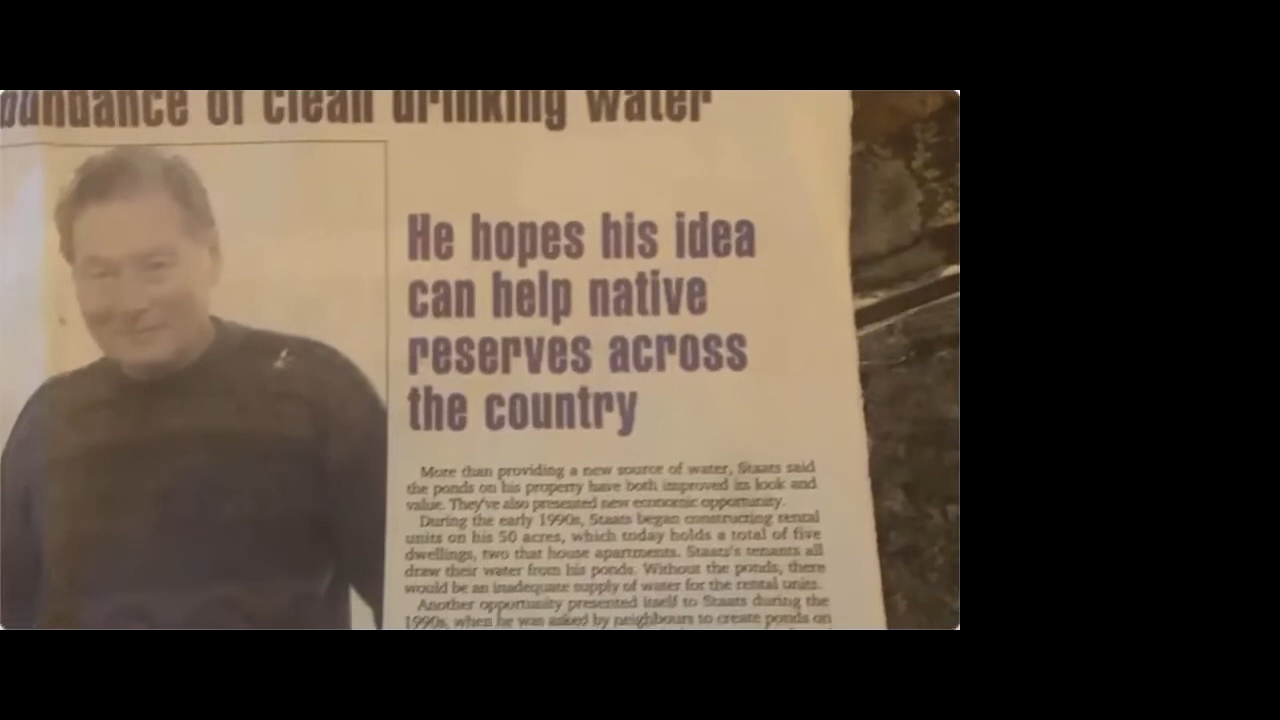 bundance of clean drinking water
He hopes his idea
can help native
reserves across
the country
More than providing a new source of water, Staats said
the ponds on his property have both improved its look and
value. They've also presented new economic opportunity.
During the early 1990s, Staats began constructing rental
units on his 50 acres, which today holds a total of five
dwellings, two that house apartments. Staats's tenants all
draw their water from his ponds. Without the ponds, there
would be an inadequate supply of water for the rental units.
Another opportunity presented itself to Staats during the
1990s, when he was asked by neighbours to create ponds on